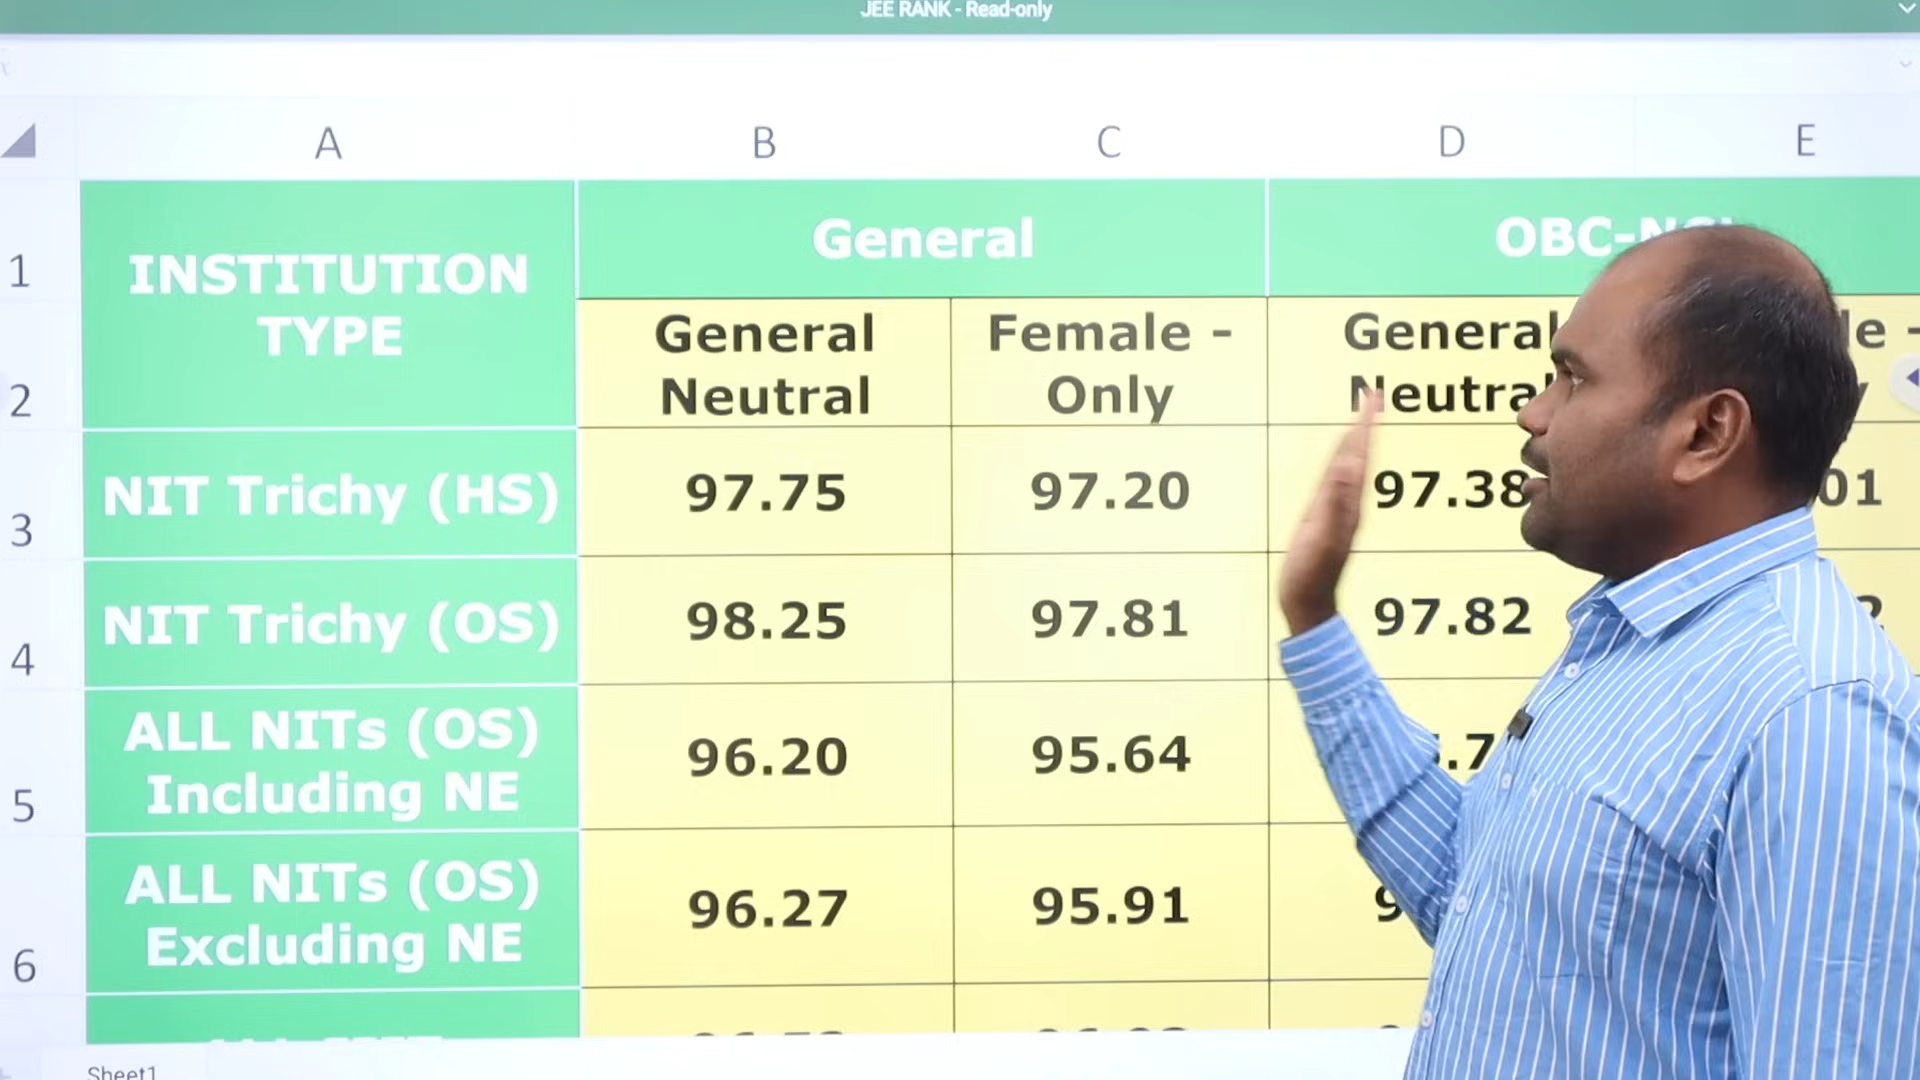 JEE RANK - Read-only
A B C D E
1 INSTITUTION TYPE General
2 General Neutral Female - Only General
3 NIT Trichy (HS) 97.75 97.20 97.38
4 NIT Trichy (OS) 98.25 97.81 97.82
5 ALL NITs (OS) Including NE 96.20 95.64
6 ALL NITs (OS) Excluding NE 96.27 95.91
Sheet1